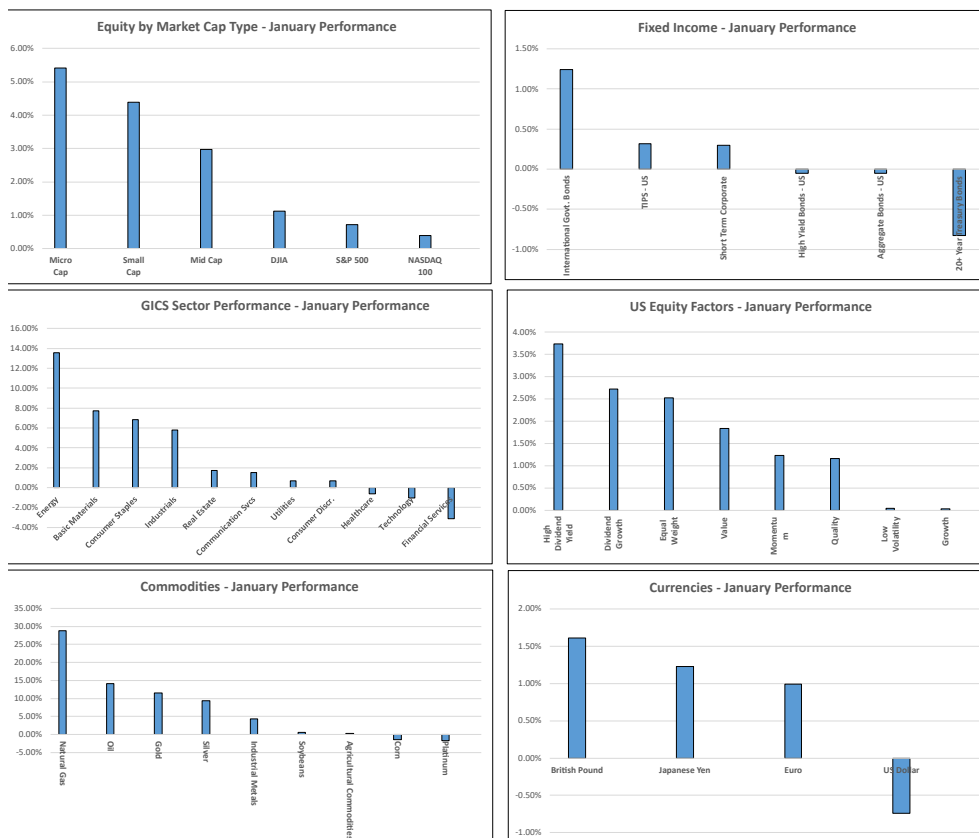 Equity by Market Cap Type - January Performance
6.00%
5.00%
4.00%
3.00%
2.00%
1.00%
0.00%
Micro
Cap
Small
Cap
Mid Cap
DJIA
S&P 500
NASDAQ
100
Fixed Income - January Performance
1.50%
1.00%
0.50%
0.00%
-0.50%
-1.00%
International Govt. Bonds
TIPS - US
Short Term Corporate
High Yield Bonds - US
Aggregate Bonds - US
20+ Year Treasury Bonds
GICS Sector Performance - January Performance
16.00%
14.00%
12.00%
10.00%
8.00%
6.00%
4.00%
2.00%
0.00%
-2.00%
-4.00%
Energy
Basic Materials
Consumer Staples
Industrials
Real Estate
Communication Svcs
Utilities
Consumer Discr.
Healthcare
Technology
Financial Services
US Equity Factors - January Performance
4.00%
3.50%
3.00%
2.50%
2.00%
1.50%
1.00%
0.50%
0.00%
High
Dividend
Yield
Dividend
Growth
Equal
Weight
Value
Momentu
m
Quality
Low
Volatility
Growth
Commodities - January Performance
35.00%
30.00%
25.00%
20.00%
15.00%
10.00%
5.00%
0.00%
-5.00%
Natural Gas
Oil
Gold
Silver
Industrial Metals
Soybeans
Agricultural Commodities
Corn
Platinum
Currencies - January Performance
2.00%
1.50%
1.00%
0.50%
0.00%
-0.50%
-1.00%
British Pound
Japanese Yen
Euro
US Dollar